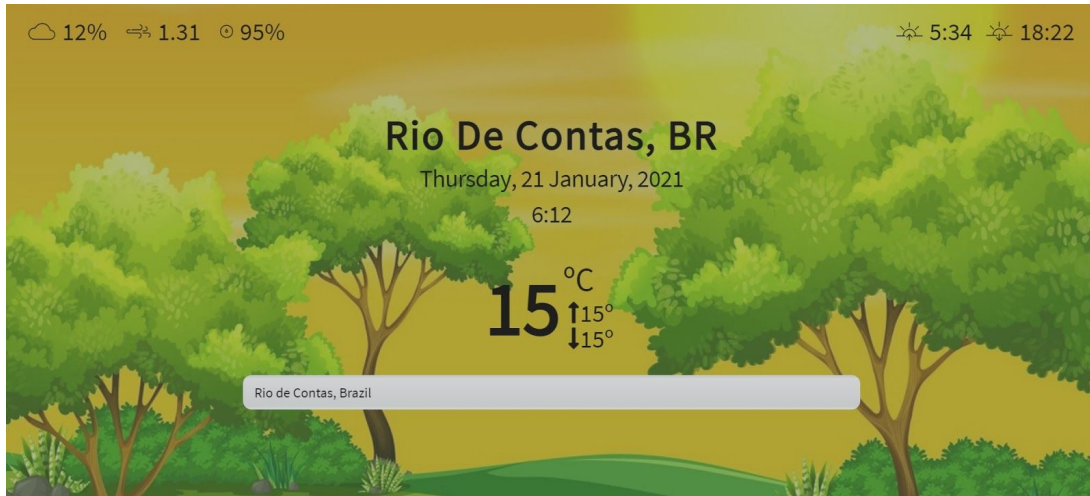 12% 1.31 95% 5:34 18:22
Rio De Contas, BR
Thursday, 21 January, 2021
6:12
15 °C
15°
15°
Rio de Contas, Brazil